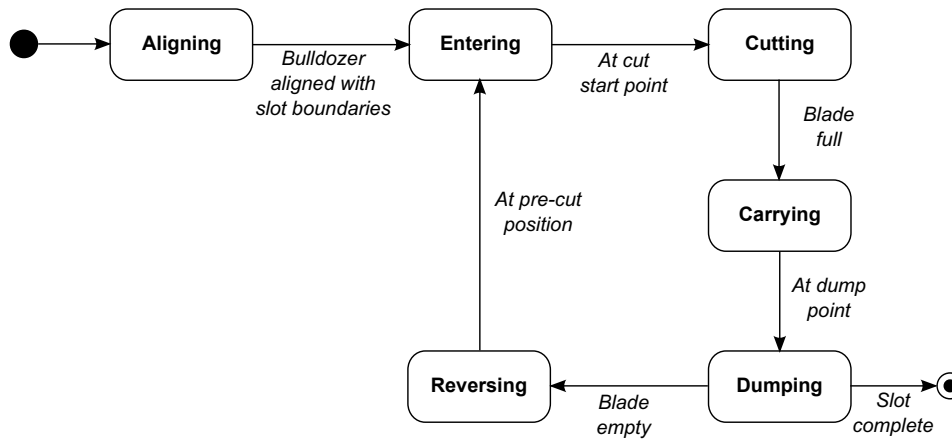 Aligning
Bulldozer
aligned with
slot boundaries
Entering
At cut
start point
Cutting
Blade
full
Carrying
At dump
point
Dumping
Slot
complete
Blade
empty
Reversing
At pre-cut
position